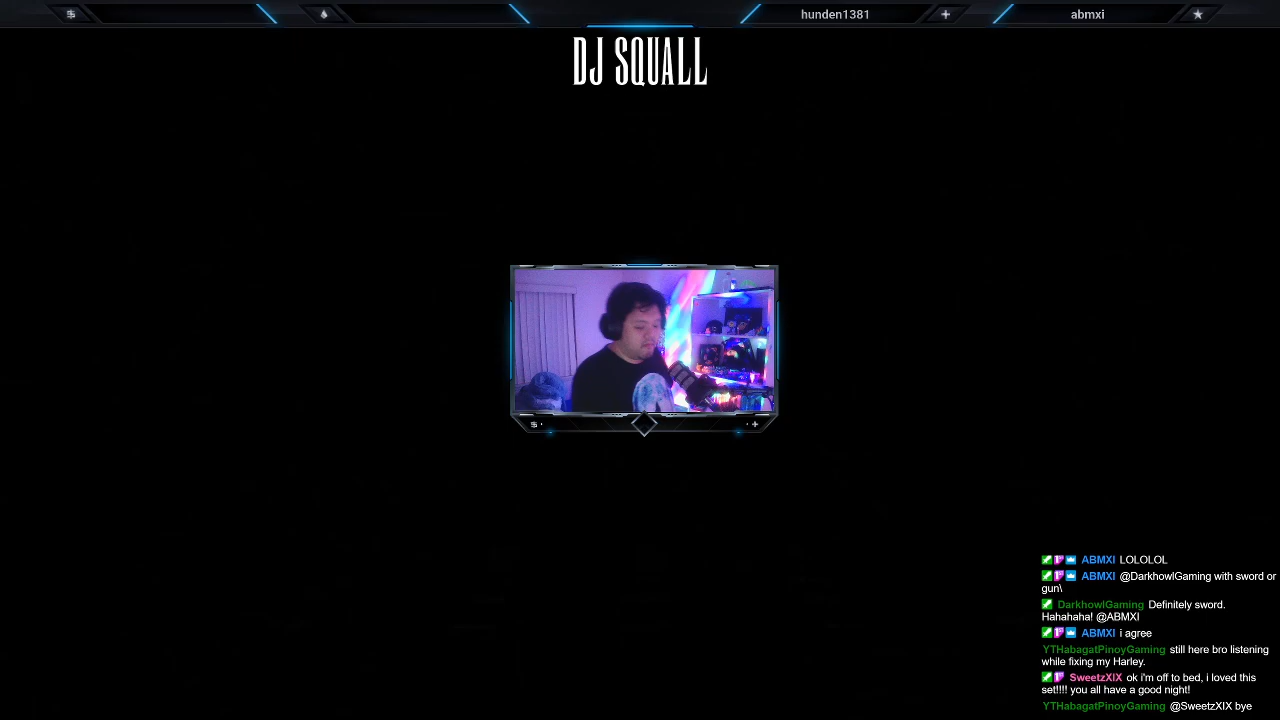 hunden1381
abmxi
DJ SQUALL
ABMXI LOLOLOL
ABMXI @DarkhowlGaming with sword or
gun\
DarkhowlGaming Definitely sword.
Hahahaha! @ABMXI
ABMXI i agree
YTHabagatPinoyGaming still here bro listening
while fixing my Harley.
SweetzXIX ok i'm off to bed, i loved this
set!!!! you all have a good night!
YTHabagatPinoyGaming @SweetzXIX bye